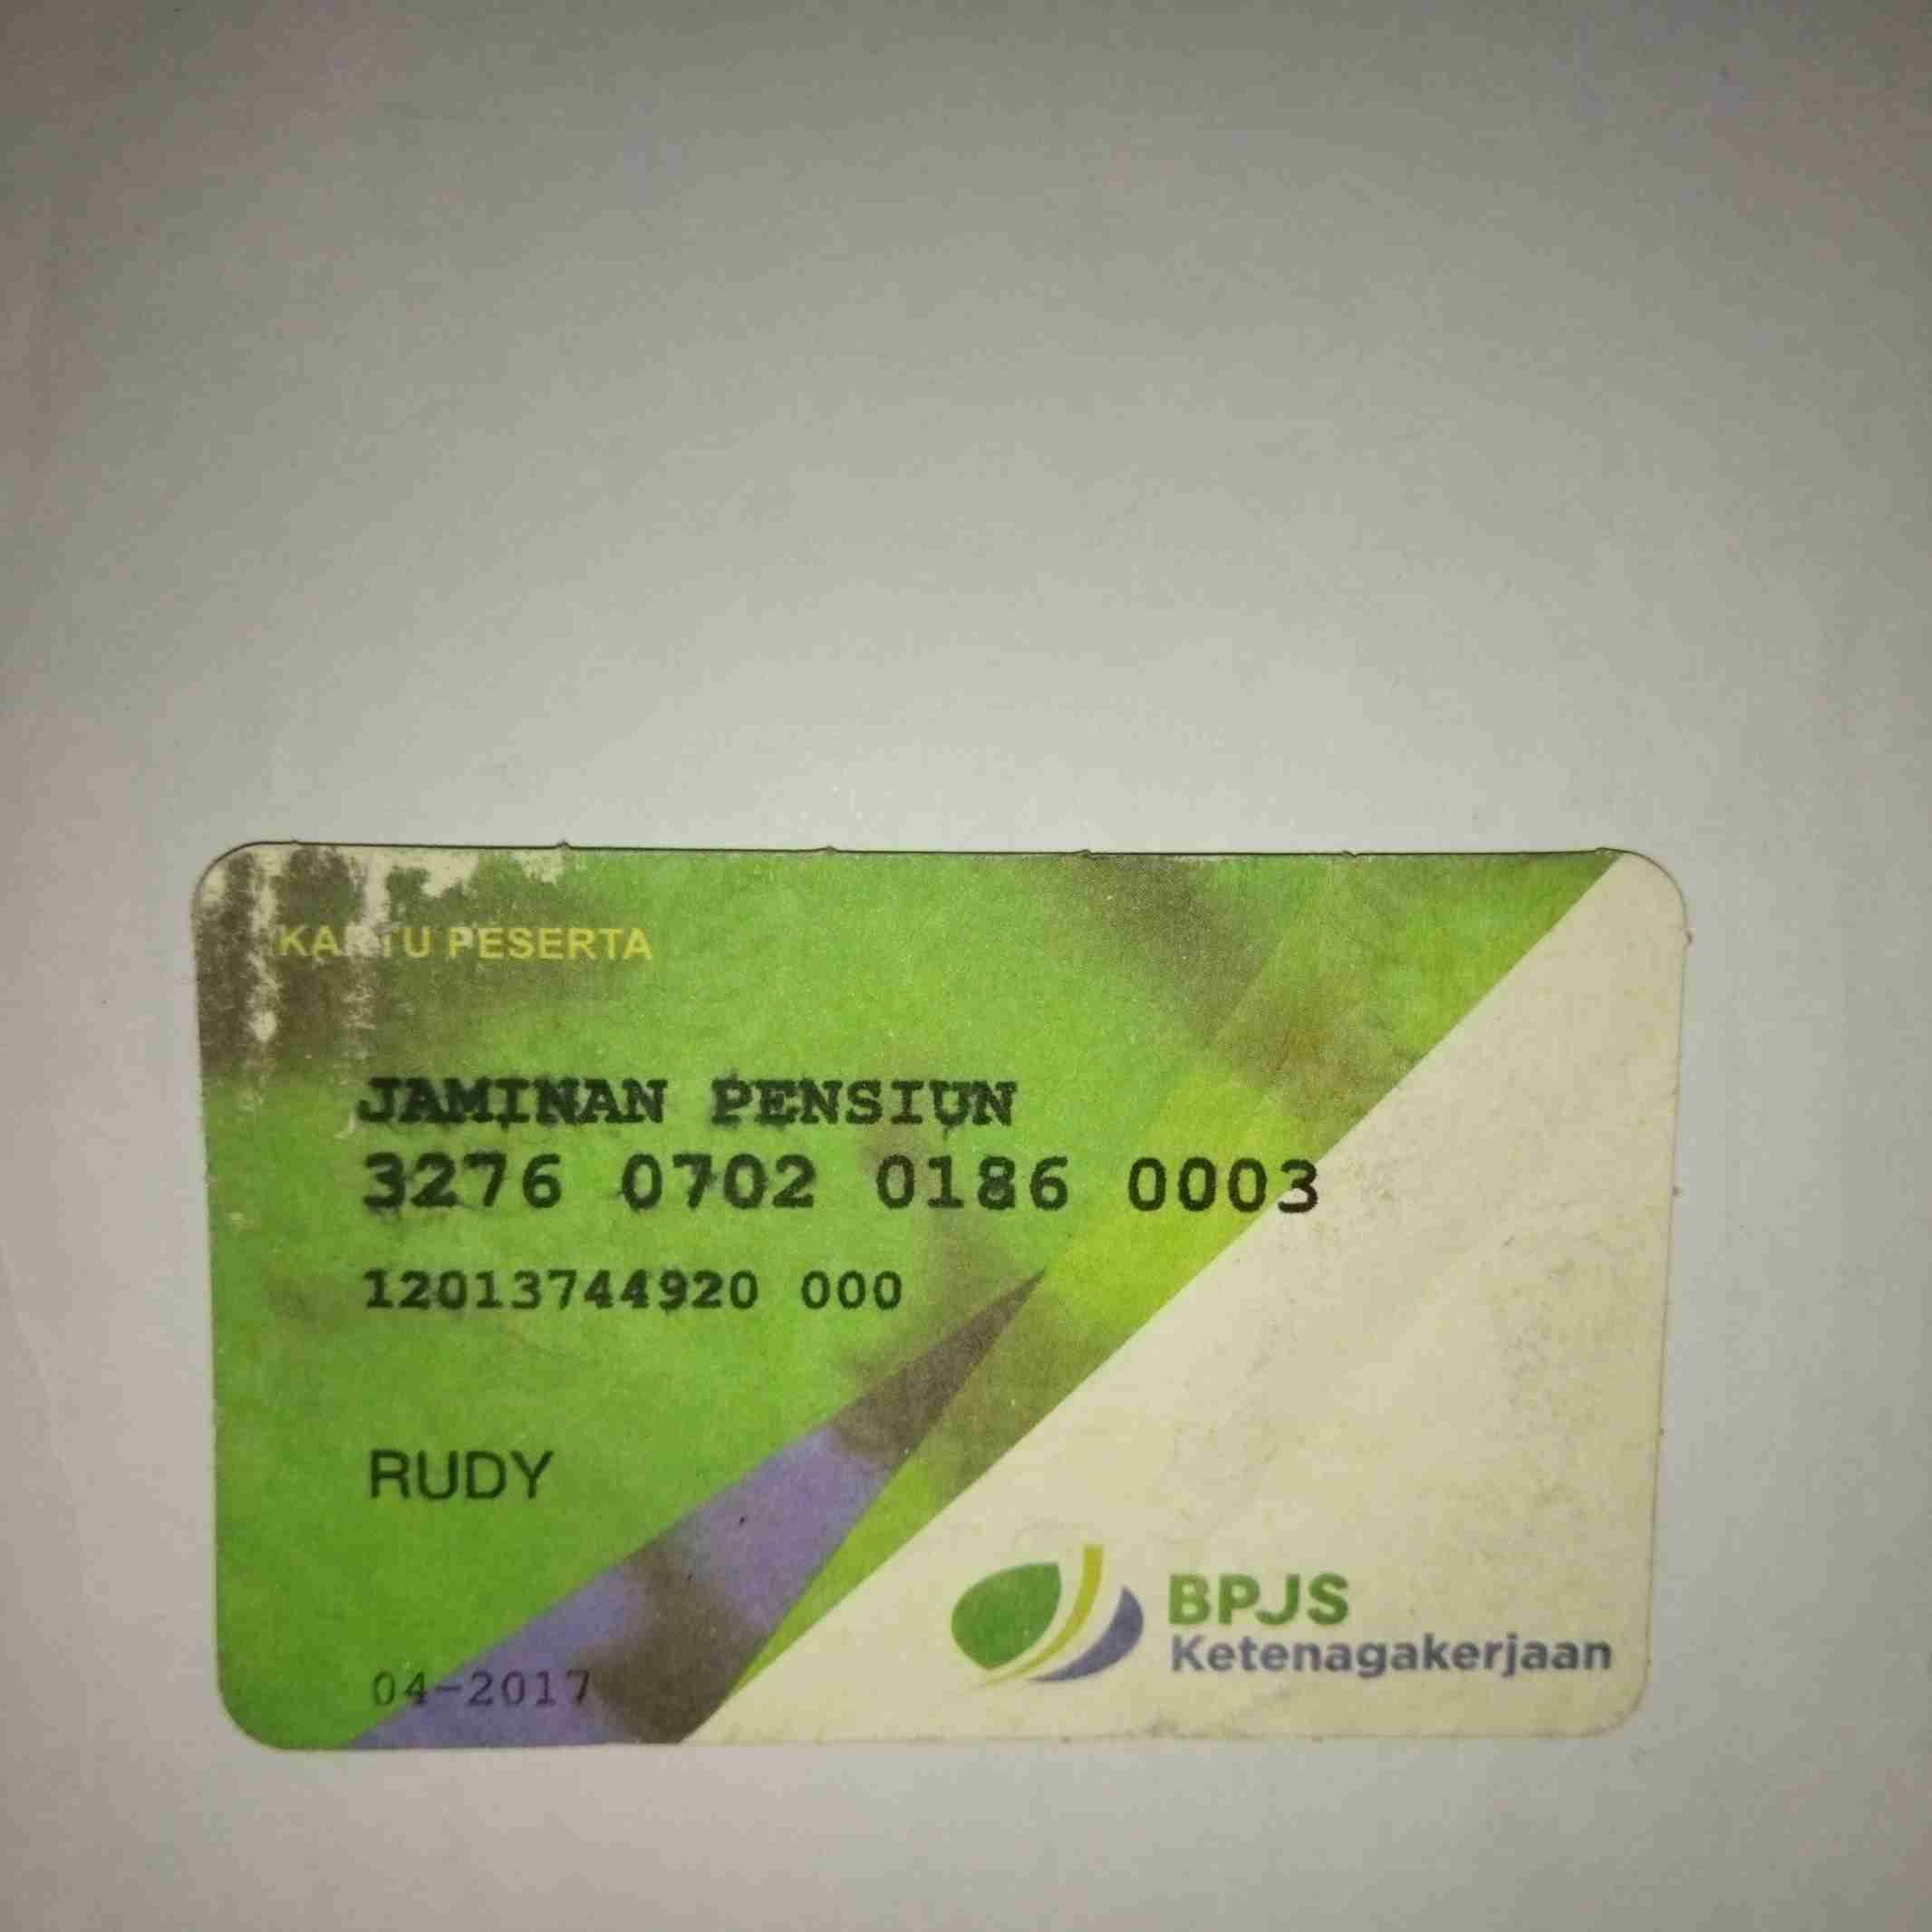 KARTU PESERTA
JAMINAN PENSIUN
3276 0702 0186 0003
12013744920 000
RUDY
04-2017
BPJS
Ketenagakerjaan